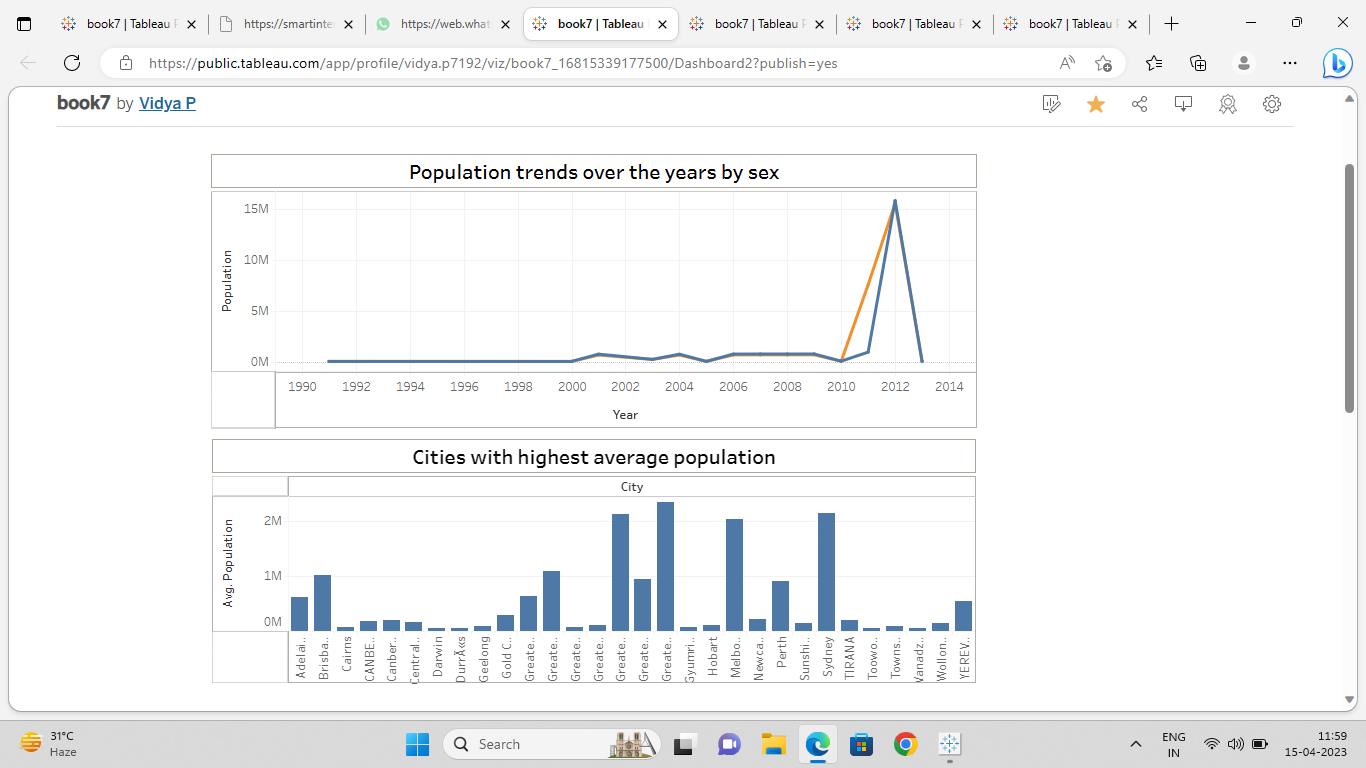 book7 | Tableau P
https://smartinte
https://web.what
book7 | Tableau
book7 | Tableau P
book7 | Tableau P
book7 | Tableau P
https://public.tableau.com/app/profile/vidya.p7192/viz/book7_16815339177500/Dashboard2?publish=yes
book7 by Vidya P
Population trends over the years by sex
15M
10M
5M
0M
Population
1990 1992 1994 1996 1998 2000 2002 2004 2006 2008 2010 2012 2014
Year
Cities with highest average population
City
2M
1M
0M
Avg. Population
Adelai..
Brisba..
Cairns
CANBE..
Canber..
Central..
Darwin
DurrÃ«s
Geelong
Gold C..
Greate..
Greate..
Greate..
Greate..
Greate..
Greate..
Greate..
Gyumri..
Hobart
Melbo..
Newca..
Perth
Sunshi..
Sydney
TIRANA
Toowo..
Towns..
Vanadz..
Wollon..
YEREV..
31°C
Haze
Search
ENG
IN
11:59
15-04-2023